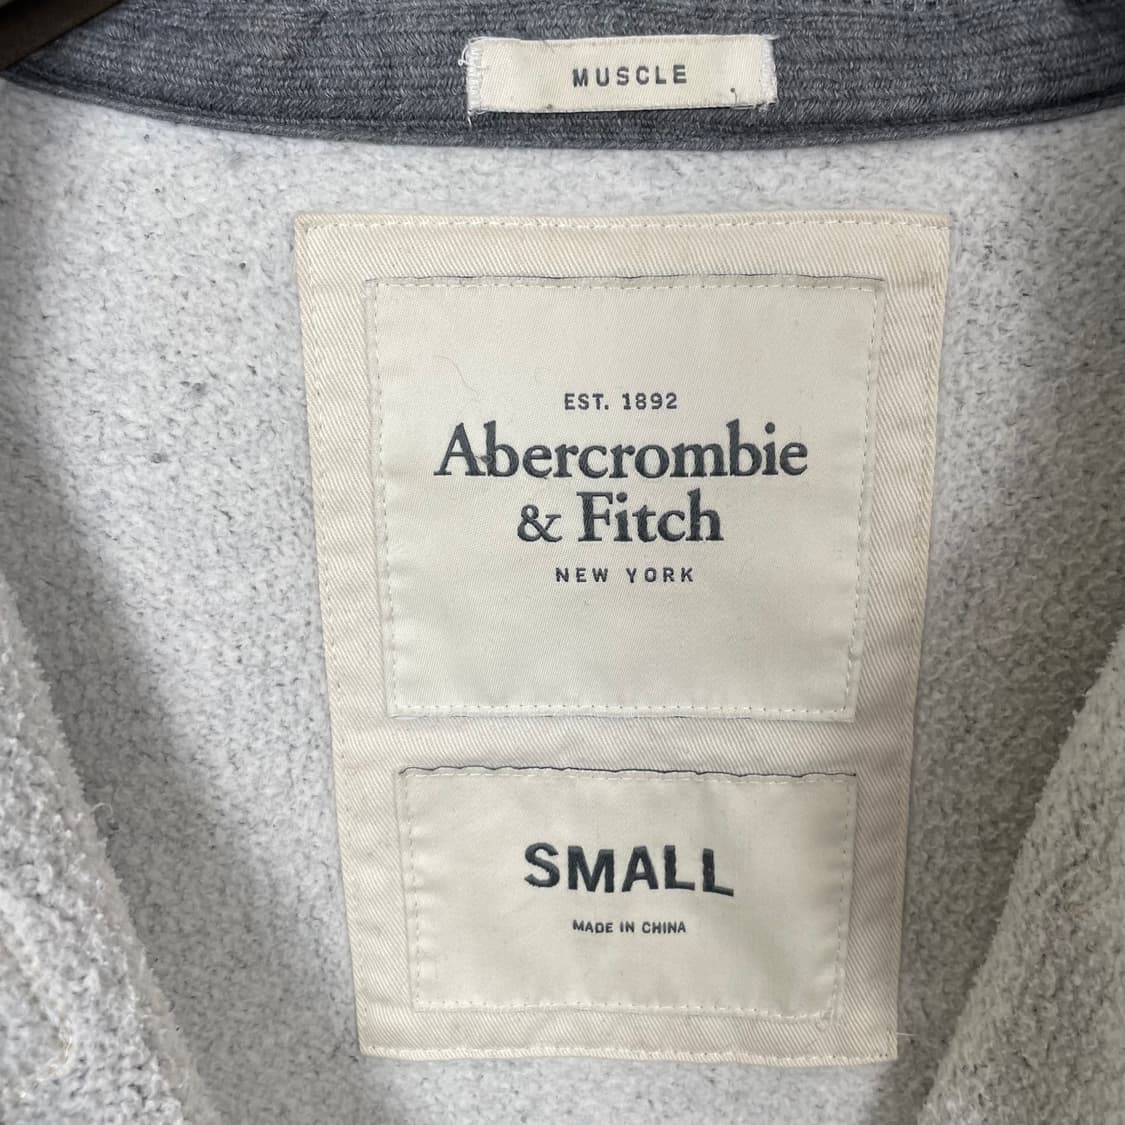 MUSCLE
EST. 1892
Abercrombie
& Fitch
NEW YORK
SMALL
MADE IN CHINA